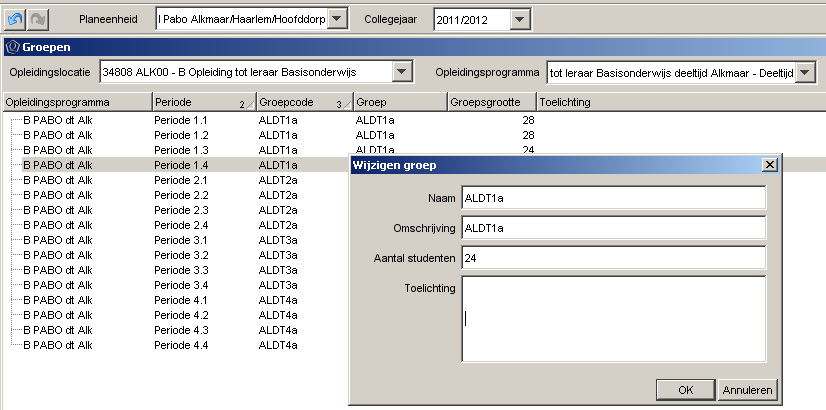 Planeenheid l Pabo Alkmaar/Haarlem/Hoofddorp Collegejaar 2011/2012
Groepen
Opleidingslocatie 34808 ALK00 - B Opleiding tot leraar Basisonderwijs Opleidingsprogramma tot leraar Basisonderwijs deeltijd Alkmaar - Deeltijd
Opleidingsprogramma Periode 2 Groepcode 3 Groep Groepsgrootte Toelichting
B PABO dt Alk Periode 1.1 ALDT1a ALDT1a 28
B PABO dt Alk Periode 1.2 ALDT1a ALDT1a 28
B PABO dt Alk Periode 1.3 ALDT1a ALDT1a 24
B PABO dt Alk Periode 1.4 ALDT1a
B PABO dt Alk Periode 2.1 ALDT2a
B PABO dt Alk Periode 2.2 ALDT2a
B PABO dt Alk Periode 2.3 ALDT2a
B PABO dt Alk Periode 2.4 ALDT2a
B PABO dt Alk Periode 3.1 ALDT3a
B PABO dt Alk Periode 3.2 ALDT3a
B PABO dt Alk Periode 3.3 ALDT3a
B PABO dt Alk Periode 3.4 ALDT3a
B PABO dt Alk Periode 4.1 ALDT4a
B PABO dt Alk Periode 4.2 ALDT4a
B PABO dt Alk Periode 4.3 ALDT4a
B PABO dt Alk Periode 4.4 ALDT4a
Wijzigen groep
Naam ALDT1a
Omschrijving ALDT1a
Aantal studenten 24
Toelichting
OK Annuleren